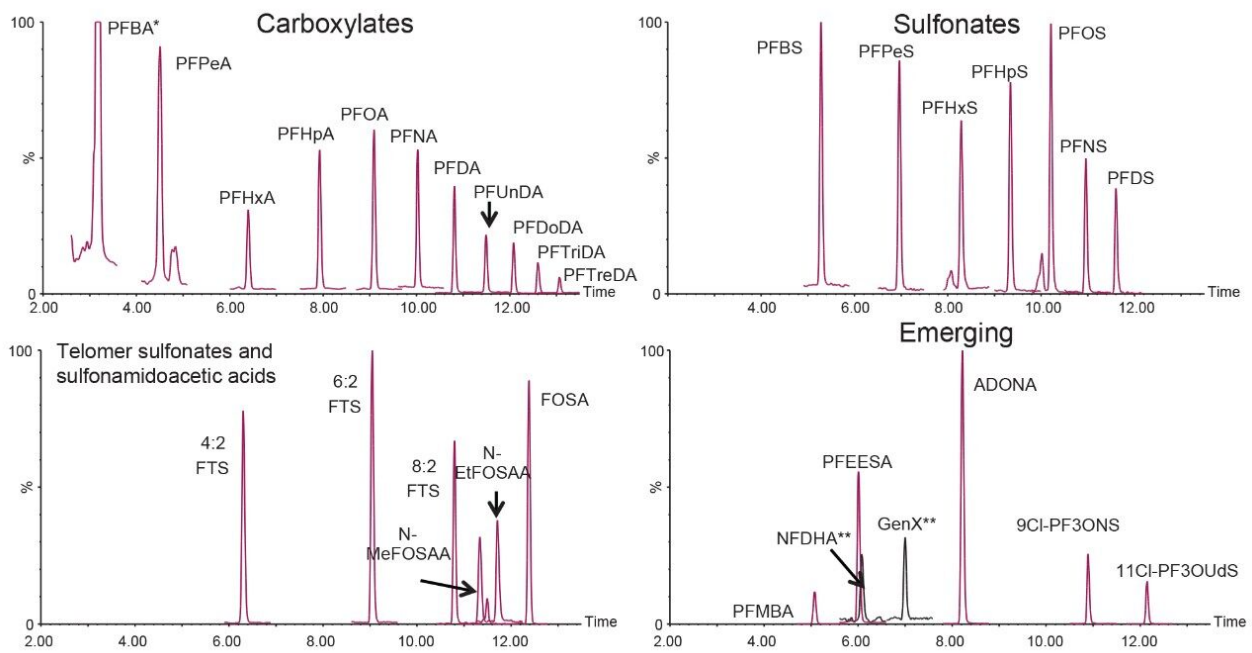 Carboxylates
100
PFBA*
PFPeA
PFHpA
PFOA
PFNA
PFDA
PFHxA
PFUnDA
PFDoDA
PFTriDA
PFTreDA
%
0
Time
2.00 4.00 6.00 8.00 10.00 12.00
Sulfonates
100
PFBS
PFPeS
PFHxS
PFHpS
PFOS
PFNS
PFDS
%
0
Time
2.00 4.00 6.00 8.00 10.00 12.00
Telomer sulfonates and
sulfonamidoacetic acids
100
4:2
FTS
6:2
FTS
8:2
FTS
N-
MeFOSAA
N-
EtFOSAA
FOSA
%
0
Time
2.00 4.00 6.00 8.00 10.00 12.00
Emerging
100
ADONA
PFEESA
NFDHA**
GenX**
9Cl-PF3ONS
11Cl-PF3OUdS
PFMBA
%
0
Time
2.00 4.00 6.00 8.00 10.00 12.00